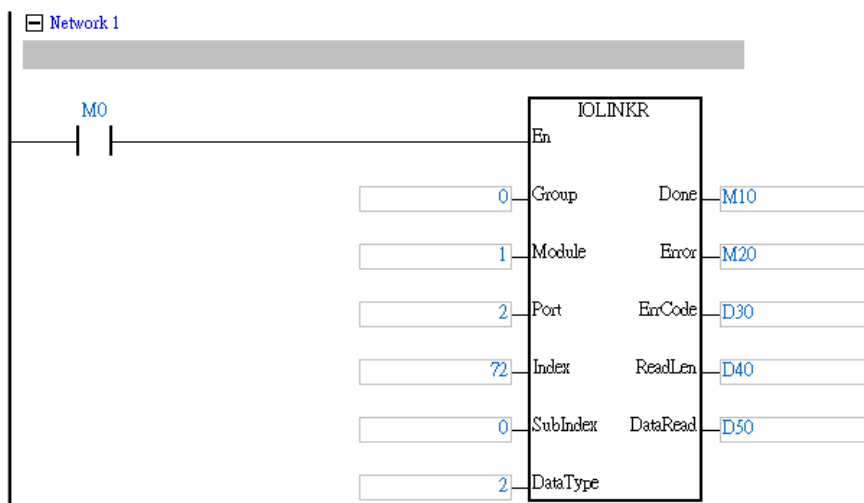 Network 1
M0
IOLINKR
En
0 Group Done M10
1 Module Error M20
2 Port ErrCode D30
72 Index ReadLen D40
0 SubIndex DataRead D50
2 DataType